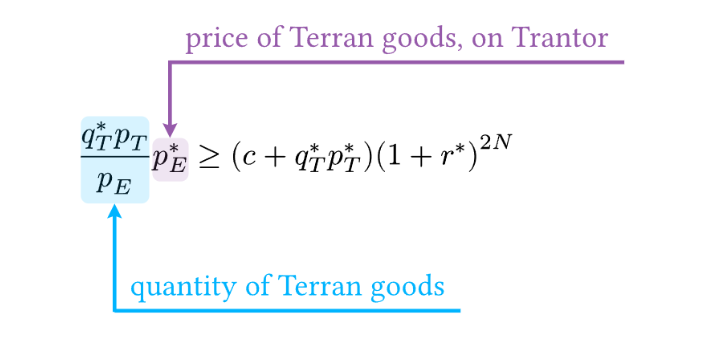 price of Terran goods, on Trantor
\frac{q_T^* p_T}{p_E} p_E^* \geq (c + q_T^* p_T^*)(1 + r^*)^{2N}
quantity of Terran goods